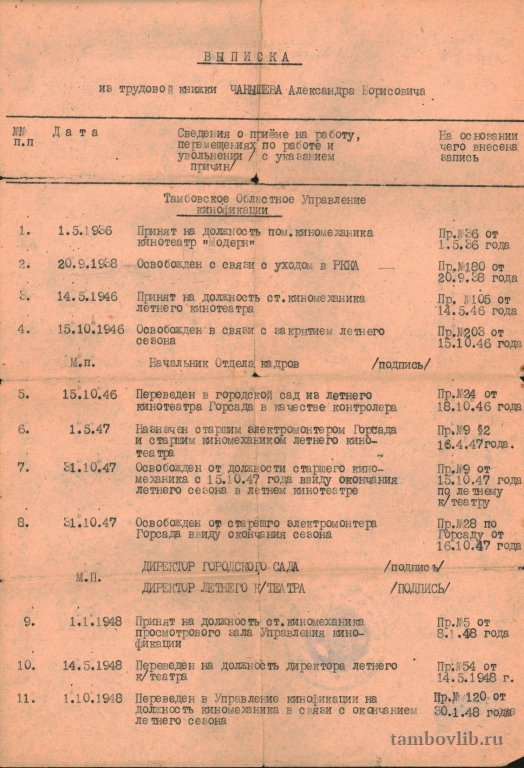 ВЫПИСКА
из трудовой книжки ЧАНЫШЕВА Александра Борисовича
№№ п.п Дата Сведения о приёме на работу, перемещениях по работе и увольнении /с указанием причин/ На основании чего внесена запись
Тамбовское Областное Управление
кинофикации
1. 1.5.1936 Принят на должность пом.киномеханика Пр.№36 от
кинотеатр "Модерн" 1.5.36 года
2. 20.9.1938 Освобожден с связи с уходом в РККА Пр.№180 от
20.9.38 года
3. 14.5.1946 Принят на должность ст.киномеханика Пр. №105 от
летнего кинотеатра 14.5.46 года
4. 15.10.1946 Освобожден в связи с закрытием летнего Пр.№203 от
сезона 15.10.46 года
М.п. Начальник Отдела кадров /подпись/
5. 15.10.46 Переведен в городской сад из летнего Пр.№24 от
кинотеатра Горсада в качестве контролера 18.10.46 года
6. 1.5.47 Назначен старшим электромонтером Горсада Пр.№9 §2
и старшим киномехаником летнего кино- 16.4.47года.
театра
7. 31.10.47 Освобожден от должности старшего кино- Пр.№9 от
механика с 15.10.47 года ввиду окончания 15.10.47 года
летнего сезона в летнем кинотеатре по летнему
к/театру
8. 31.10.47 Освобожден от старшго электромонтера Пр.№28 по
Горсада ввиду окончания сезона Горсаду от
16.10.47 года
ДИРЕКТОР ГОРОДСКОГО САДА /подпись/
М.П.
ДИРЕКТОР ЛЕТНЕГО К/ТЕАТРА /ПОДПИСЬ/
9. 1.1.1948 Принят на должность ст.киномеханика Пр.№5 от
просмотрового зала Управления кино- 8.1.48 года
фикации
10. 14.5.1948 Переведен на должность директора летнего Пр.№54 от
к/театра 14.5.1948 г.
11. 1.10.1948 Переведен в Управление кинофикации на Пр.№ 120 от
должность киномеханика в связи с окончанием 30.1.48 года
летнего сезона
tambovlib.ru